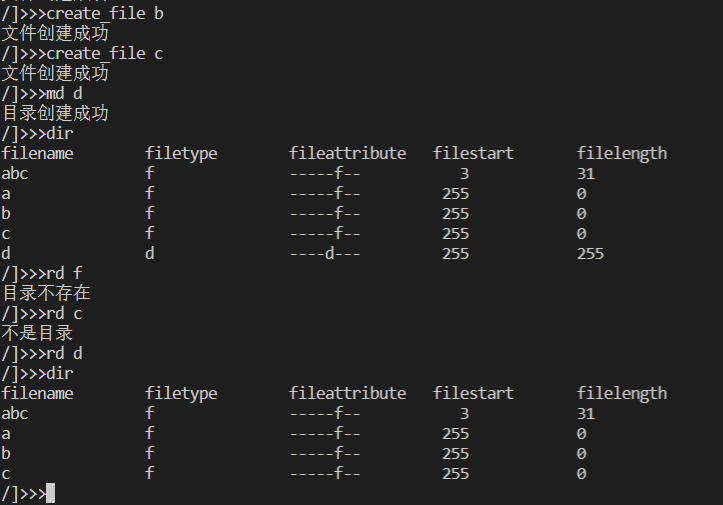 /]>>>create_file b
文件创建成功
/]>>>create_file c
文件创建成功
/]>>>md d
目录创建成功
/]>>>dir
filename filetype fileattribute filestart filelength
abc f -----f-- 3 31
a f -----f-- 255 0
b f -----f-- 255 0
c f -----f-- 255 0
d d ----d--- 255 255
/]>>>rd f
目录不存在
/]>>>rd c
不是目录
/]>>>rd d
/]>>>dir
filename filetype fileattribute filestart filelength
abc f -----f-- 3 31
a f -----f-- 255 0
b f -----f-- 255 0
c f -----f-- 255 0
/]>>>